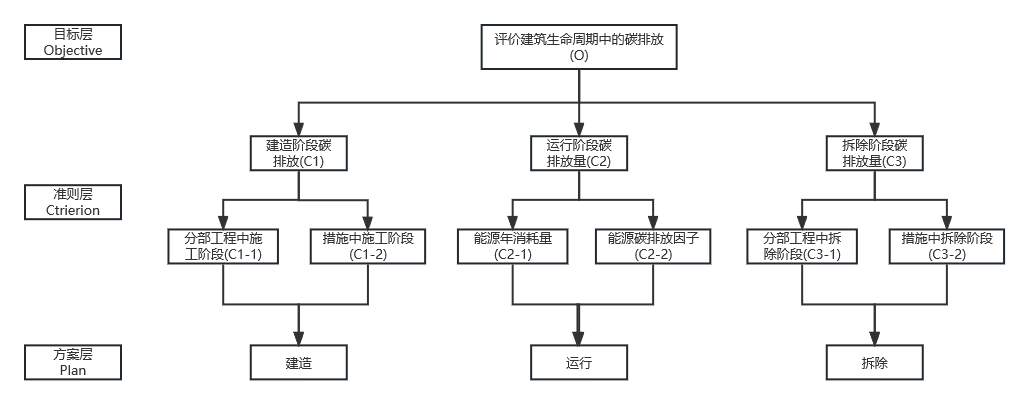 目标层
Objective
评价建筑生命周期中的碳排放
(O)
建造阶段碳
排放(C1)
运行阶段碳
排放量(C2)
拆除阶段碳
排放量(C3)
准则层
Ctrierion
分部工程中施
工阶段(C1-1)
措施中施工阶段
(C1-2)
能源年消耗量
(C2-1)
能源碳排放因子
(C2-2)
分部工程中拆
除阶段(C3-1)
措施中拆除阶段
(C3-2)
方案层
Plan
建造
运行
拆除